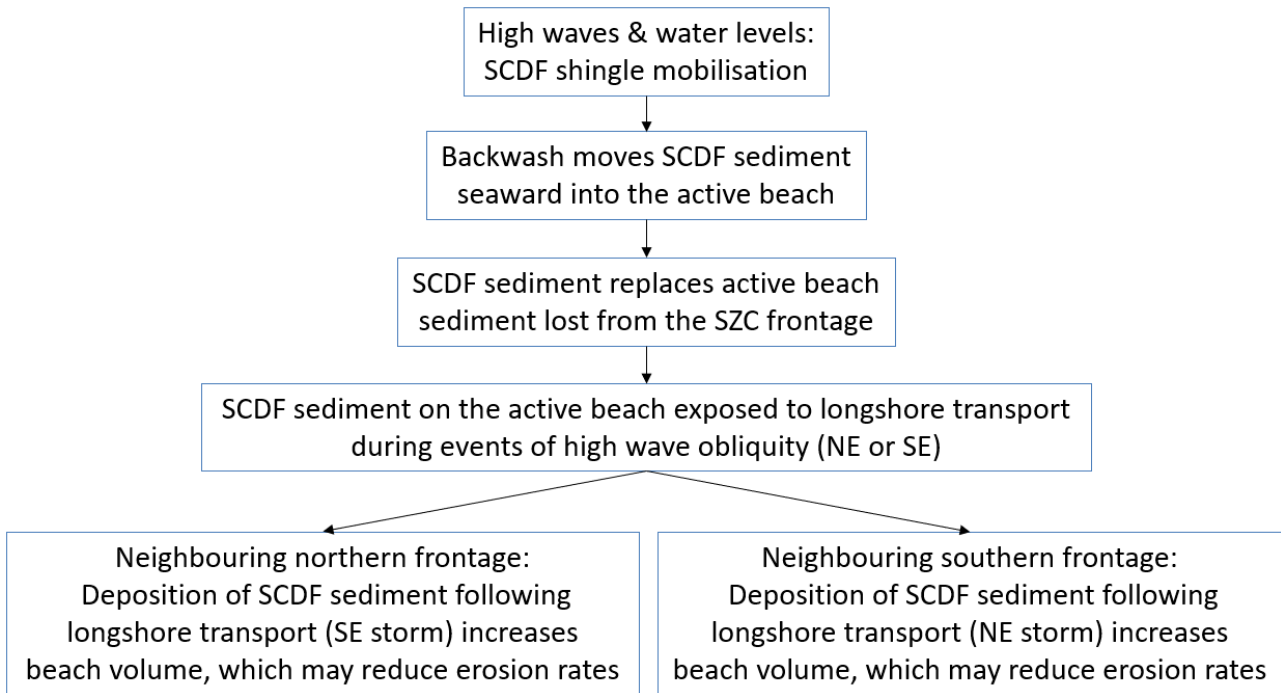 High waves & water levels:
SCDF shingle mobilisation
Backwash moves SCDF sediment
seaward into the active beach
SCDF sediment replaces active beach
sediment lost from the SZC frontage
SCDF sediment on the active beach exposed to longshore transport
during events of high wave obliquity (NE or SE)
Neighbouring northern frontage:
Deposition of SCDF sediment following
longshore transport (SE storm) increases
beach volume, which may reduce erosion rates
Neighbouring southern frontage:
Deposition of SCDF sediment following
longshore transport (NE storm) increases
beach volume, which may reduce erosion rates